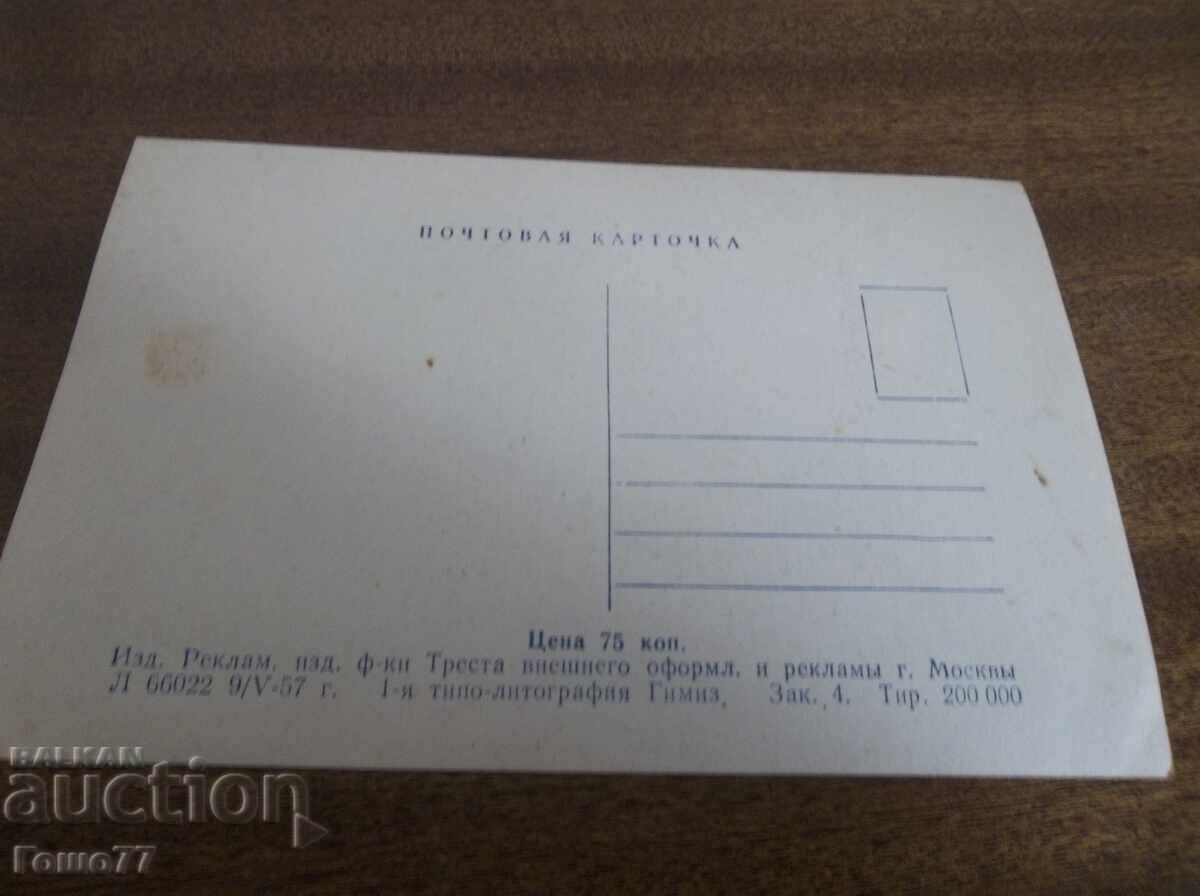 ПОЧТОВАЯ КАРТОЧКА
Цена 75 коп.
Изд. Реклам. изд. ф-ки Треста внешнего оформл. и рекламы г. Москвы
Л 66022 9/V-57 г. 1-я типо-литография Гимиз. Зак. 4. Тир. 200 000
BALKAN
auction
Гошо77